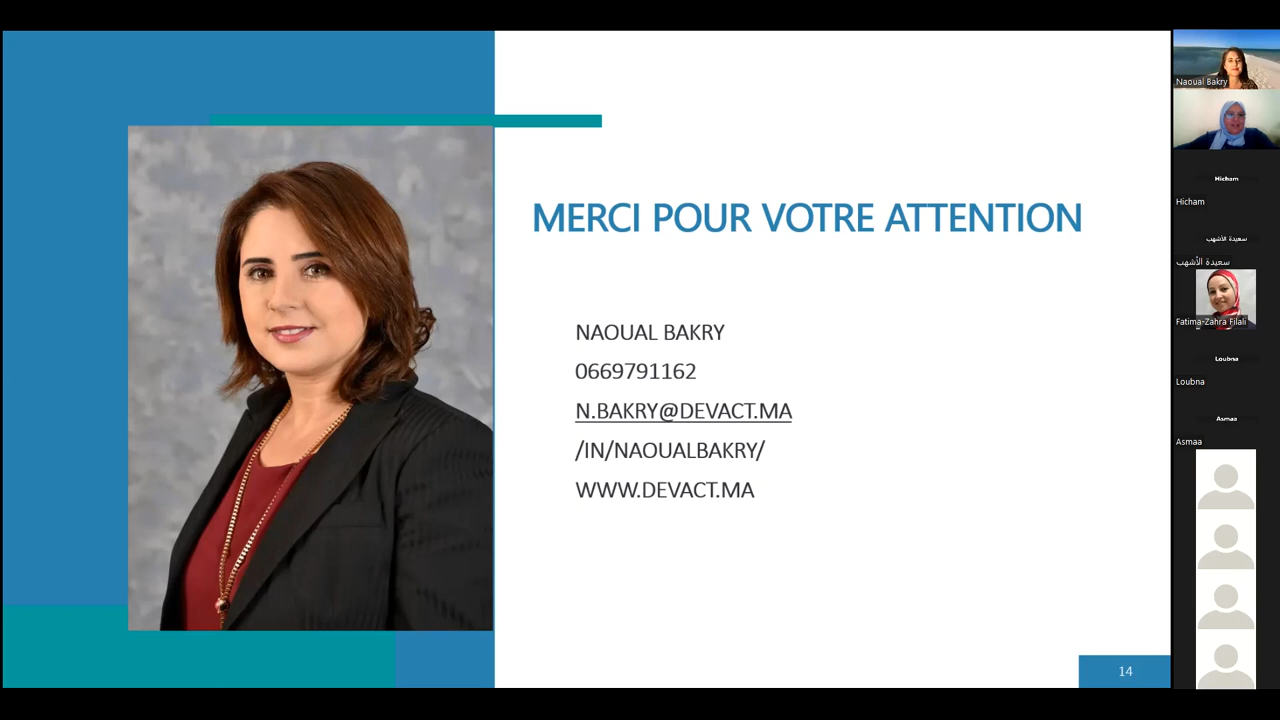 MERCI POUR VOTRE ATTENTION
NAOUAL BAKRY
0669791162
N.BAKRY@DEVACT.MA
/IN/NAOUALBAKRY/
WWW.DEVACT.MA
14
Naoual Bakry
Hicham
Hicham
سعيدة الأشهب
سعيدة الأشهب
Fatima-Zahra Filali
Loubna
Loubna
Asmaa
Asmaa